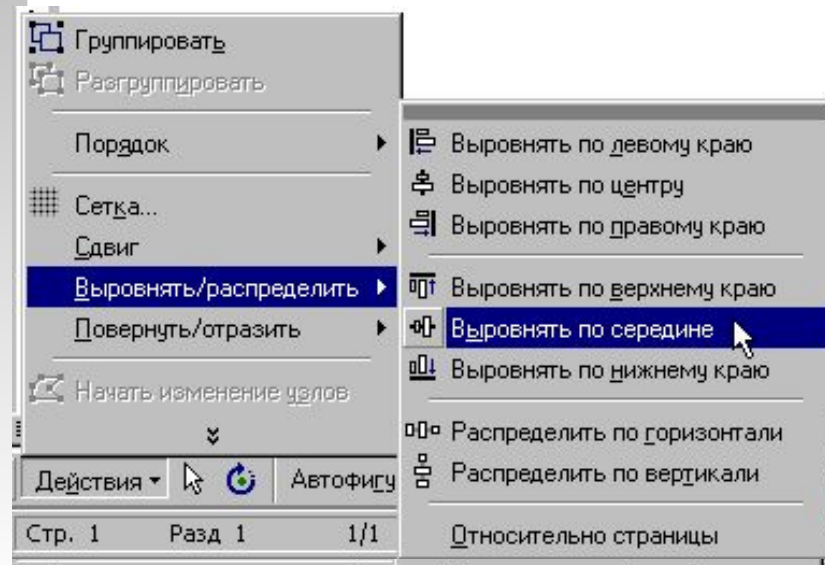 Группировать
Разгруппировать
Порядок
Сетка...
Сдвиг
Выровнять/распределить
Повернуть/отразить
Начать изменение узлов
Действия
Автофигу
Стр. 1 Разд 1 1/1
Выровнять по левому краю
Выровнять по центру
Выровнять по правому краю
Выровнять по верхнему краю
Выровнять по середине
Выровнять по нижнему краю
Распределить по горизонтали
Распределить по вертикали
Относительно страницы